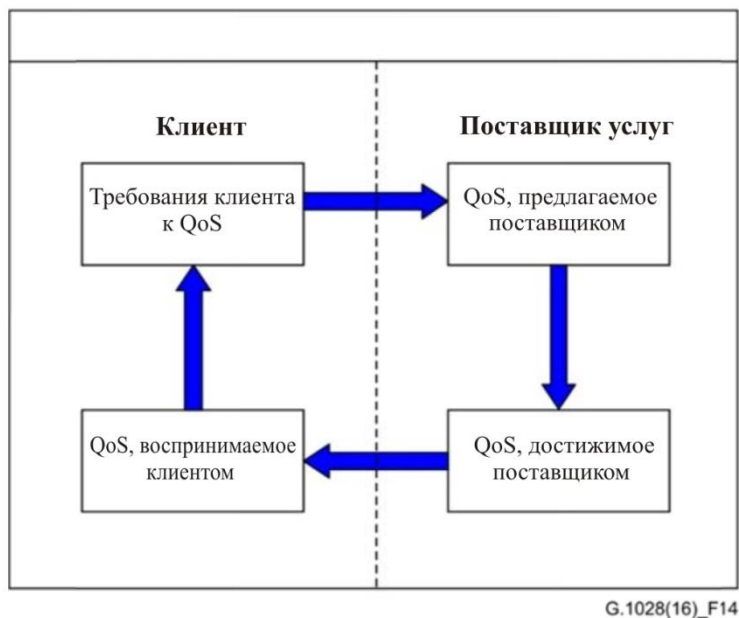 Клиент
Поставщик услуг
Требования клиента
к QoS
QoS, предлагаемое
поставщиком
QoS, воспринимаемое
клиентом
QoS, достижимое
поставщиком
G.1028(16)_F14